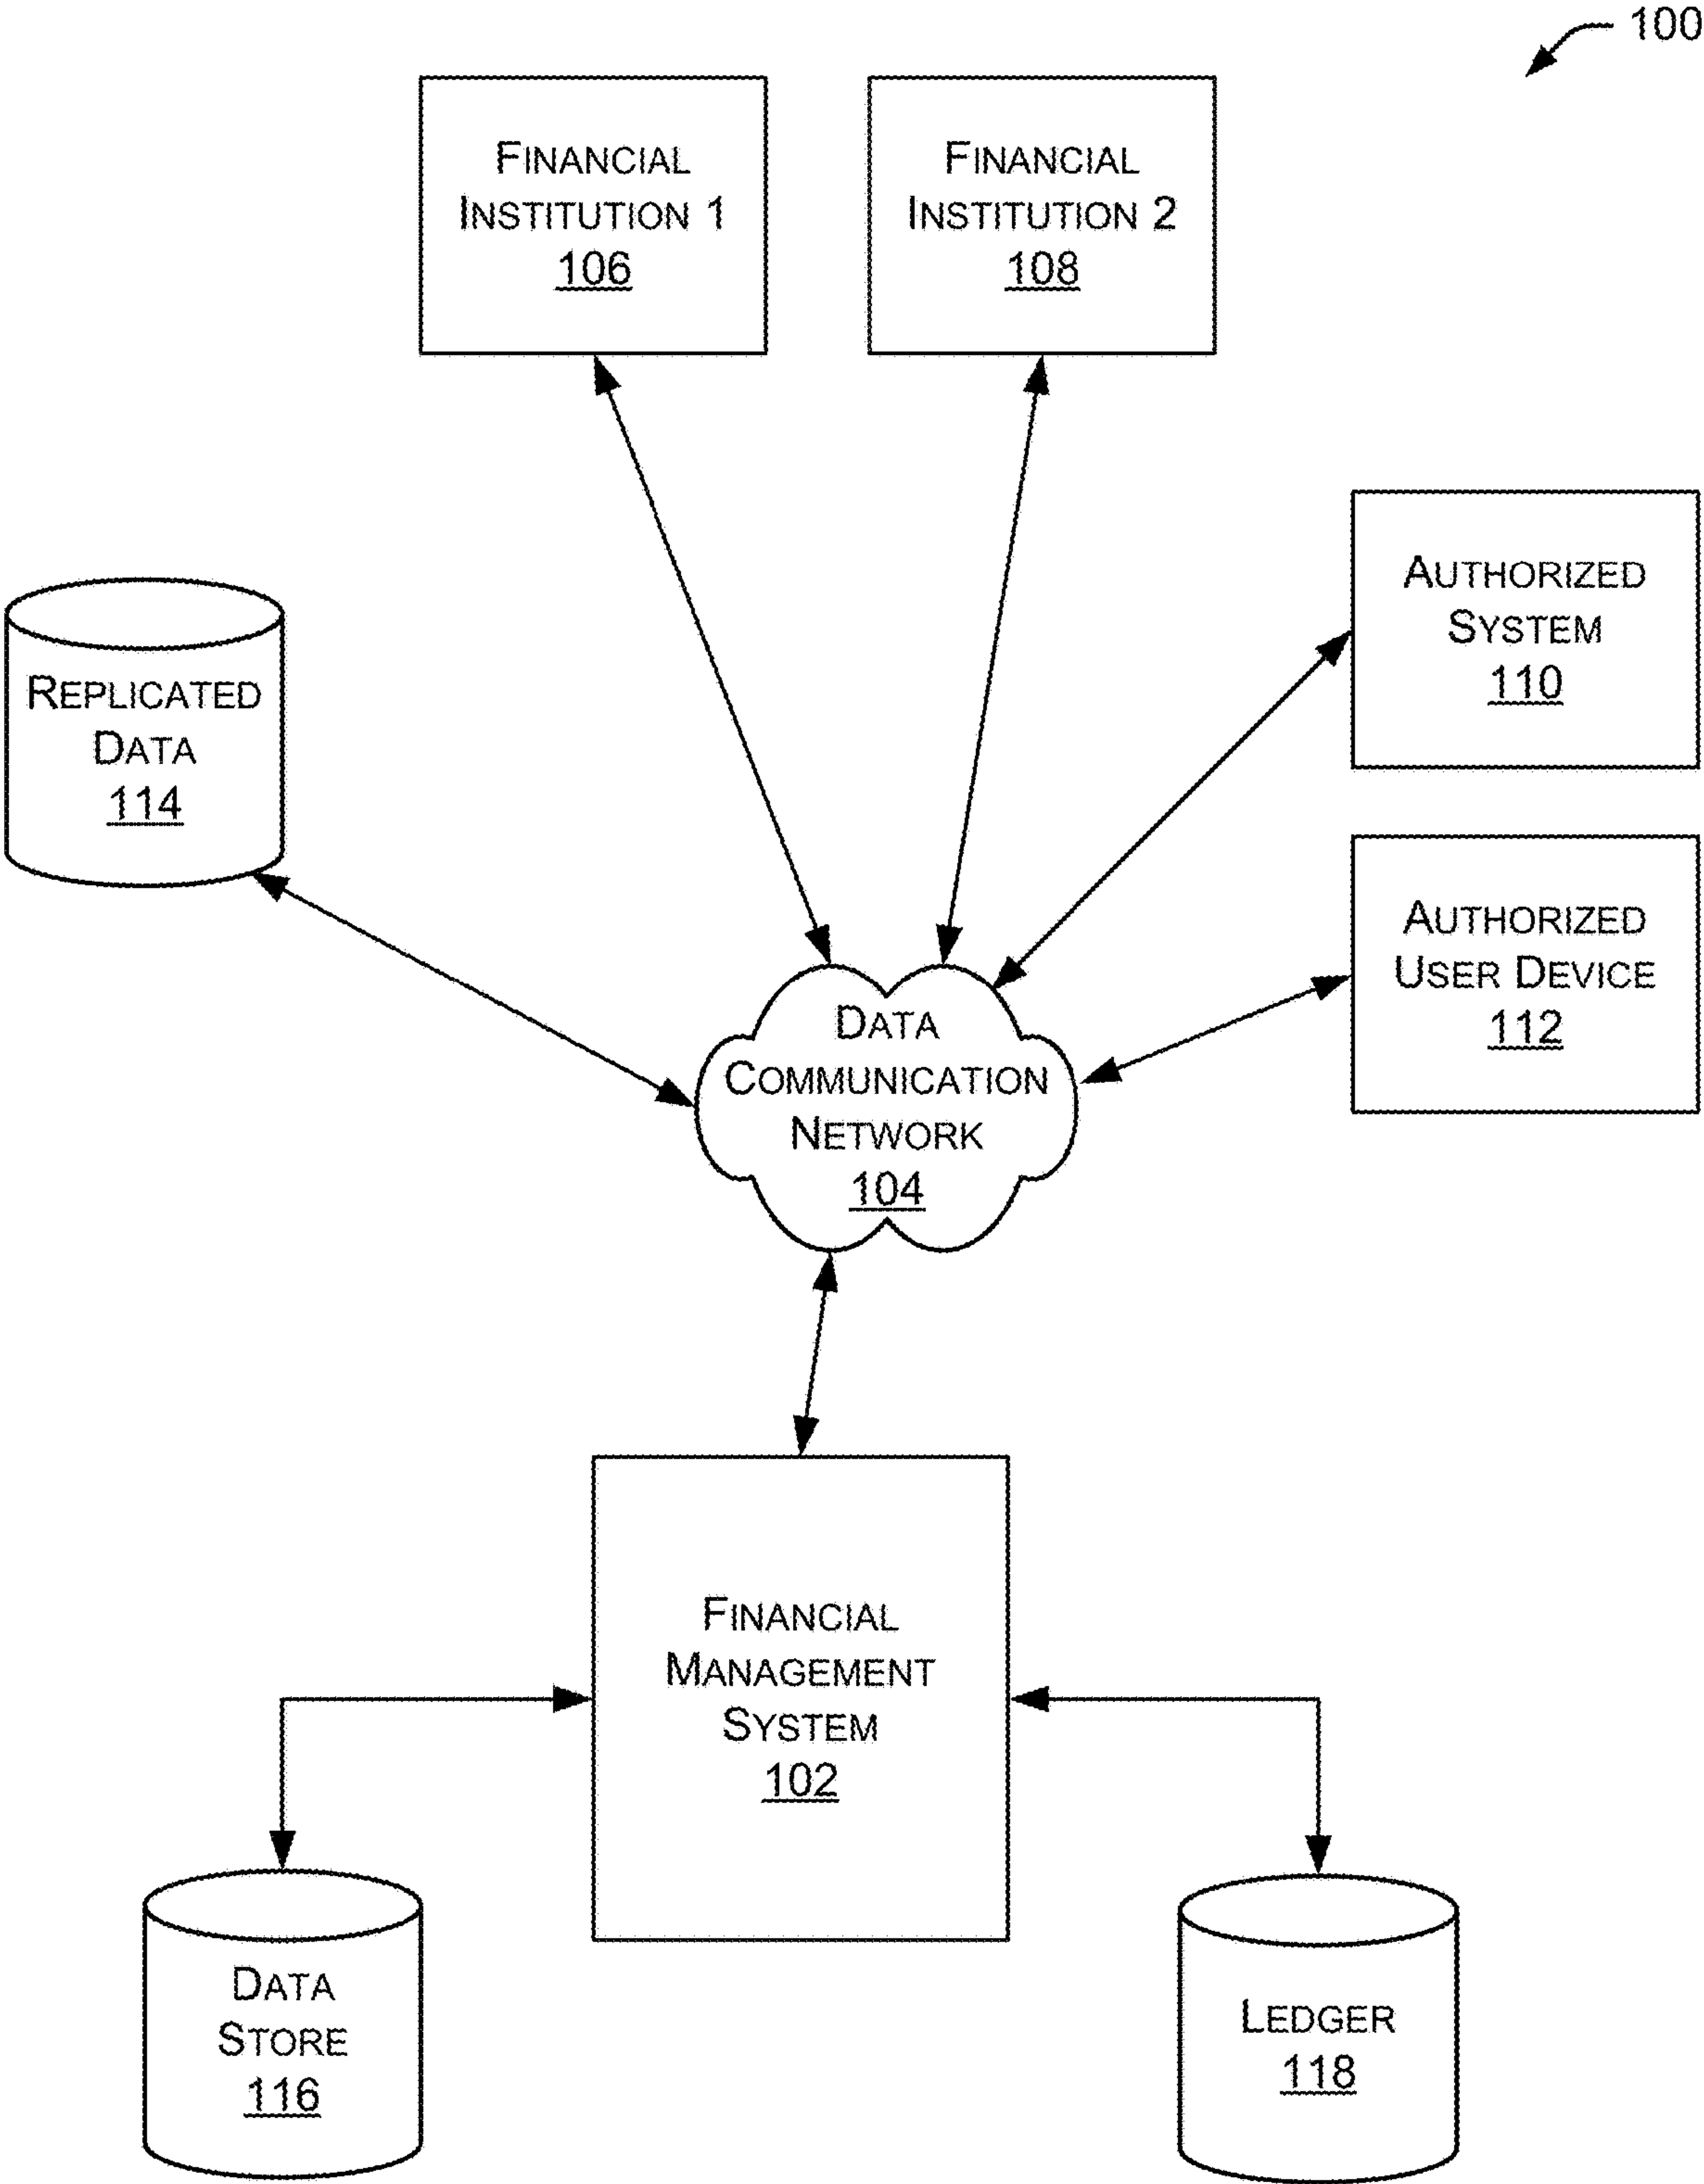 100
FINANCIAL
INSTITUTION 1
106
FINANCIAL
INSTITUTION 2
108
AUTHORIZED
SYSTEM
110
REPLICATED
DATA
114
AUTHORIZED
USER DEVICE
112
DATA
COMMUNICATION
NETWORK
104
FINANCIAL
MANAGEMENT
SYSTEM
102
DATA
STORE
116
LEDGER
118